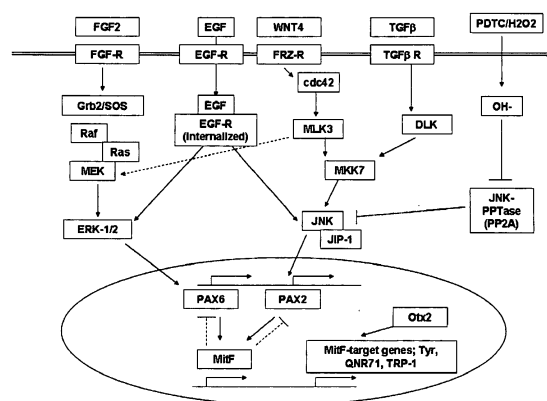 FGF2
EGF
WNT4
TGFβ
PDTC/H2O2
FGF-R
EGF-R
FRZ-R
TGFβ R
cdc42
Grb2/SOS
EGF
EGF-R
(Internalized)
OH-
Raf
Ras
MEK
MLK3
DLK
MKK7
JNK-
PPTase
(PP2A)
ERK-1/2
JNK
JIP-1
PAX6
PAX2
Otx2
MitF
MitF-target genes; Tyr,
QNR71, TRP-1